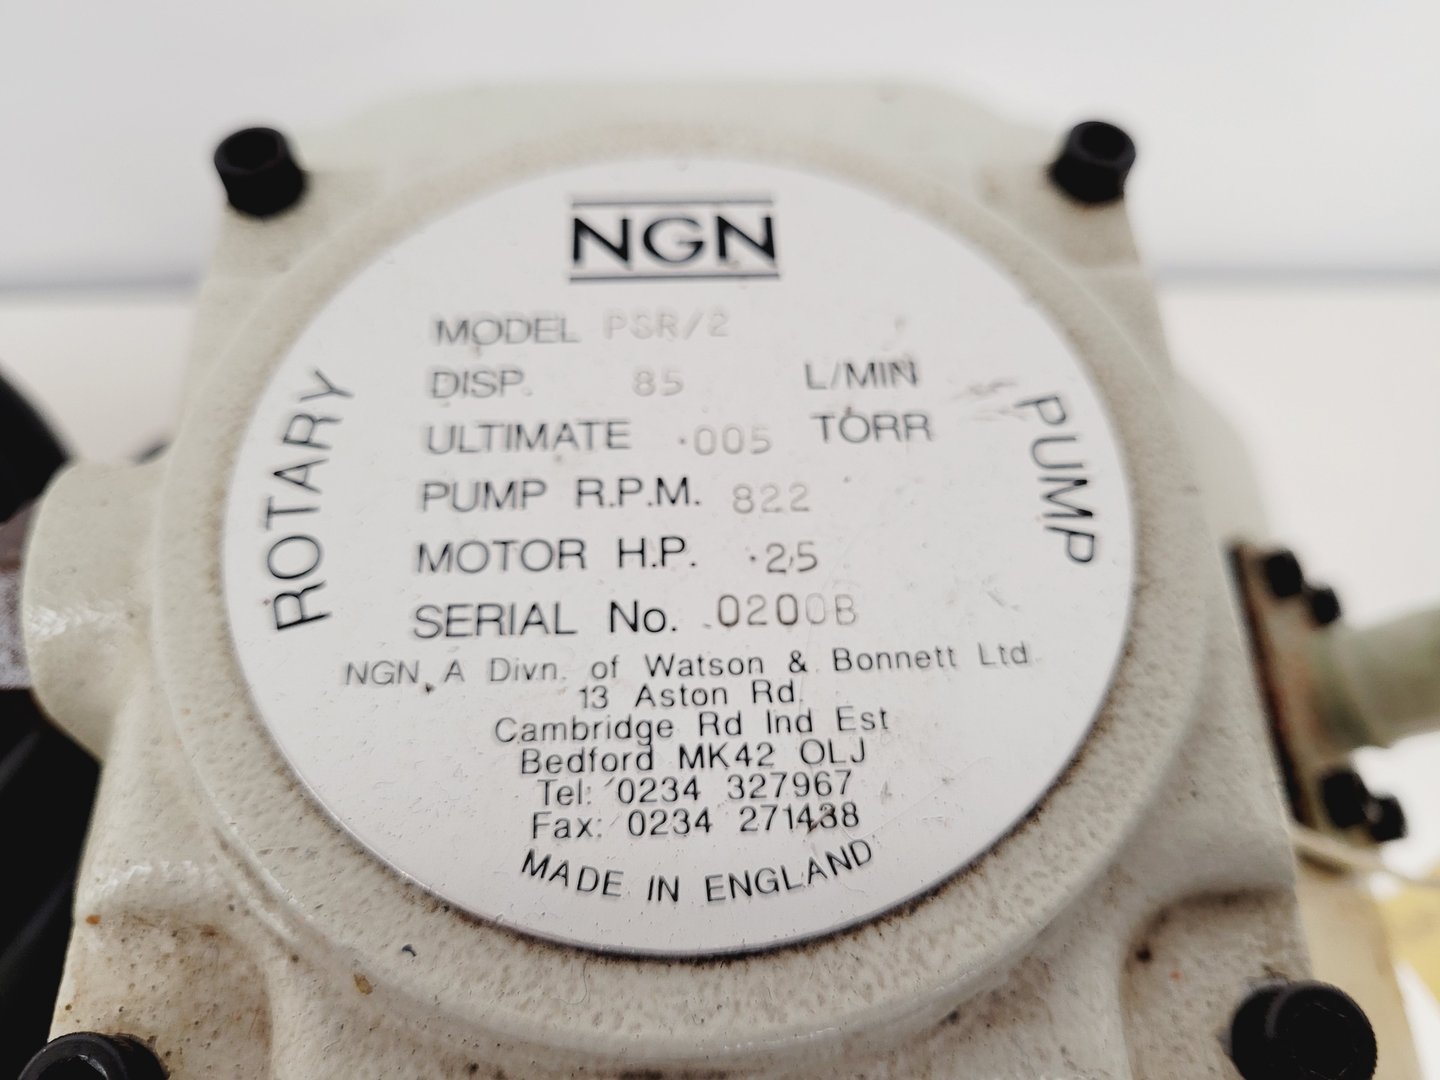 NGN
MODEL PSR/2
DISP. 85 L/MIN
ULTIMATE .005 TORR
PUMP R.P.M. 822
MOTOR H.P. .25
SERIAL No. 0200B
ROTARY
PUMP
NGN A Divn. of Watson & Bonnett Ltd.
13 Aston Rd.
Cambridge Rd Ind Est
Bedford MK42 OLJ
Tel: 0234 327967
Fax: 0234 271438
MADE IN ENGLAND